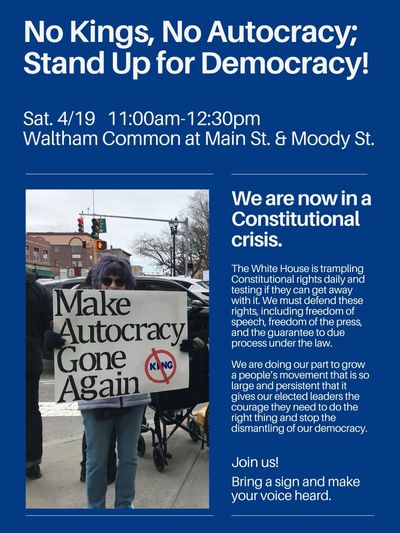 No Kings, No Autocracy;
Stand Up for Democracy!
Sat. 4/19 11:00am-12:30pm
Waltham Common at Main St. & Moody St.
Make
Autocracy
Gone
Again
KING
We are now in a
Constitutional
crisis.
The White House is trampling
Constitutional rights daily and
testing if they can get away
with it. We must defend these
rights, including freedom of
speech, freedom of the press,
and the guarantee to due
process under the law.
We are doing our part to grow
a people's movement that is so
large and persistent that it
gives our elected leaders the
courage they need to do the
right thing and stop the
dismantling of our democracy.
Join us!
Bring a sign and make
your voice heard.